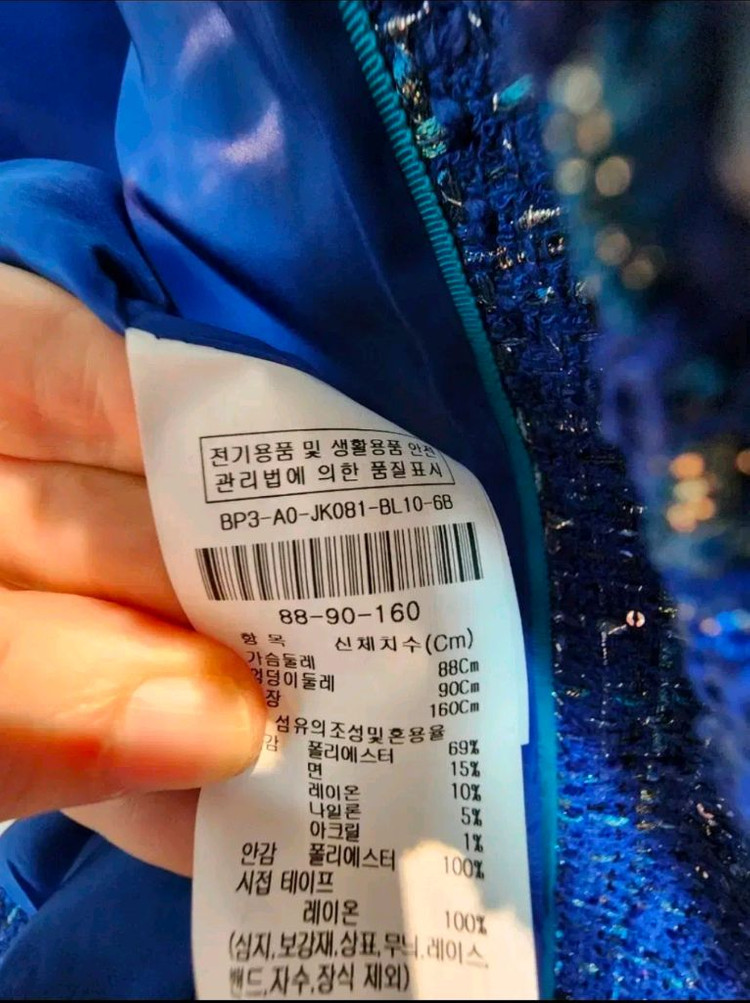 전기용품 및 생활용품 안전
관리법에 의한 품질표시
BP3-A0-JK081-BL10-6B
88-90-160
항 목 신체치수(Cm)
가슴둘레 88Cm
엉덩이둘레 90Cm
장 160Cm
섬유의조성및혼용율
감 폴리에스터 69%
면 15%
레이온 10%
나일론 5%
아크릴 1%
안감 폴리에스터 100%
시접 테이프
레이온 100%
(심지,보강재,상표,무늬,레이스,
밴드,자수,장식 제외)